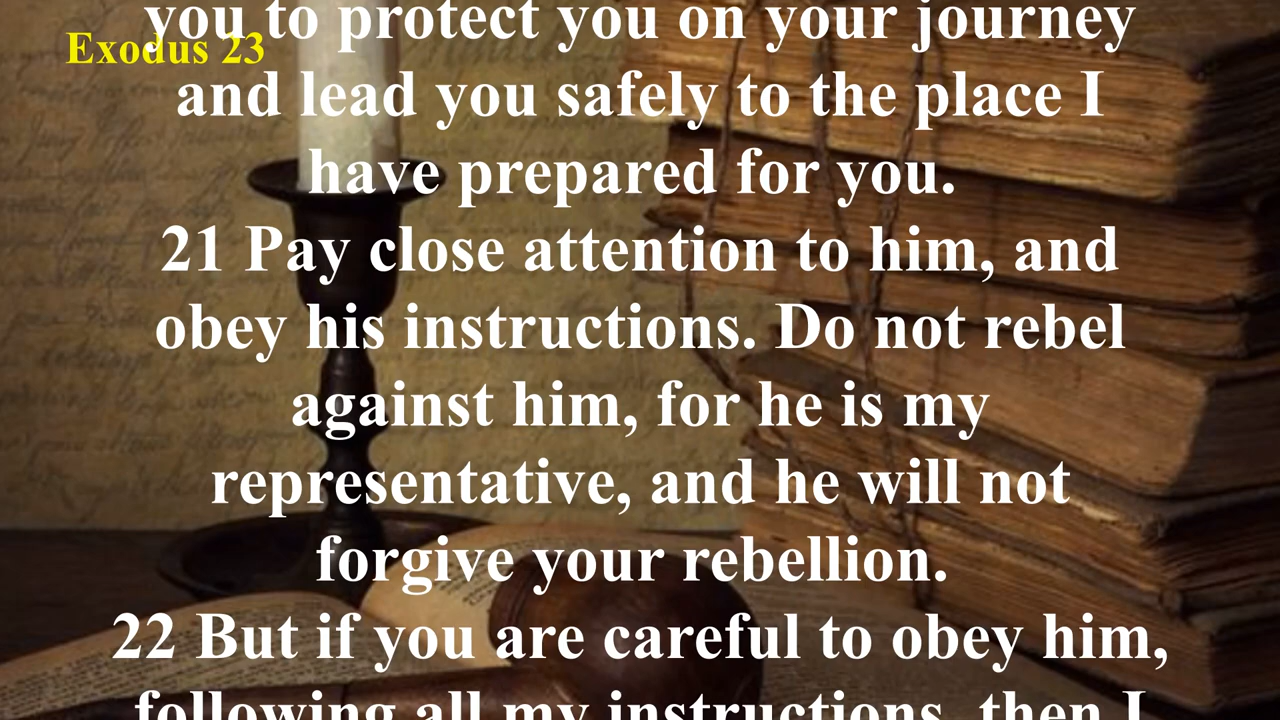 you to protect you on your journey
Exodus 23
and lead you safely to the place I
have prepared for you.
21 Pay close attention to him, and
obey his instructions. Do not rebel
against him, for he is my
representative, and he will not
forgive your rebellion.
22 But if you are careful to obey him,
following all my instructions, then I